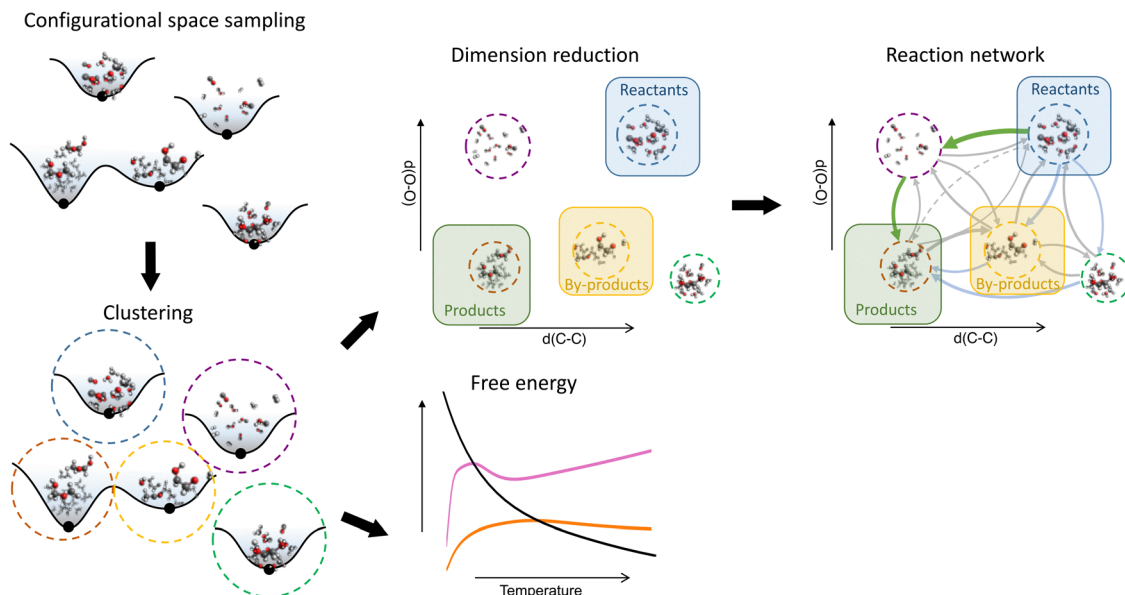 Configurational space sampling
Clustering
Dimension reduction
d(O-O)
Reactants
Products
By-products
d(C-C)
Free energy
Temperature
Reaction network
d(O-O)
Reactants
Products
By-products
d(C-C)